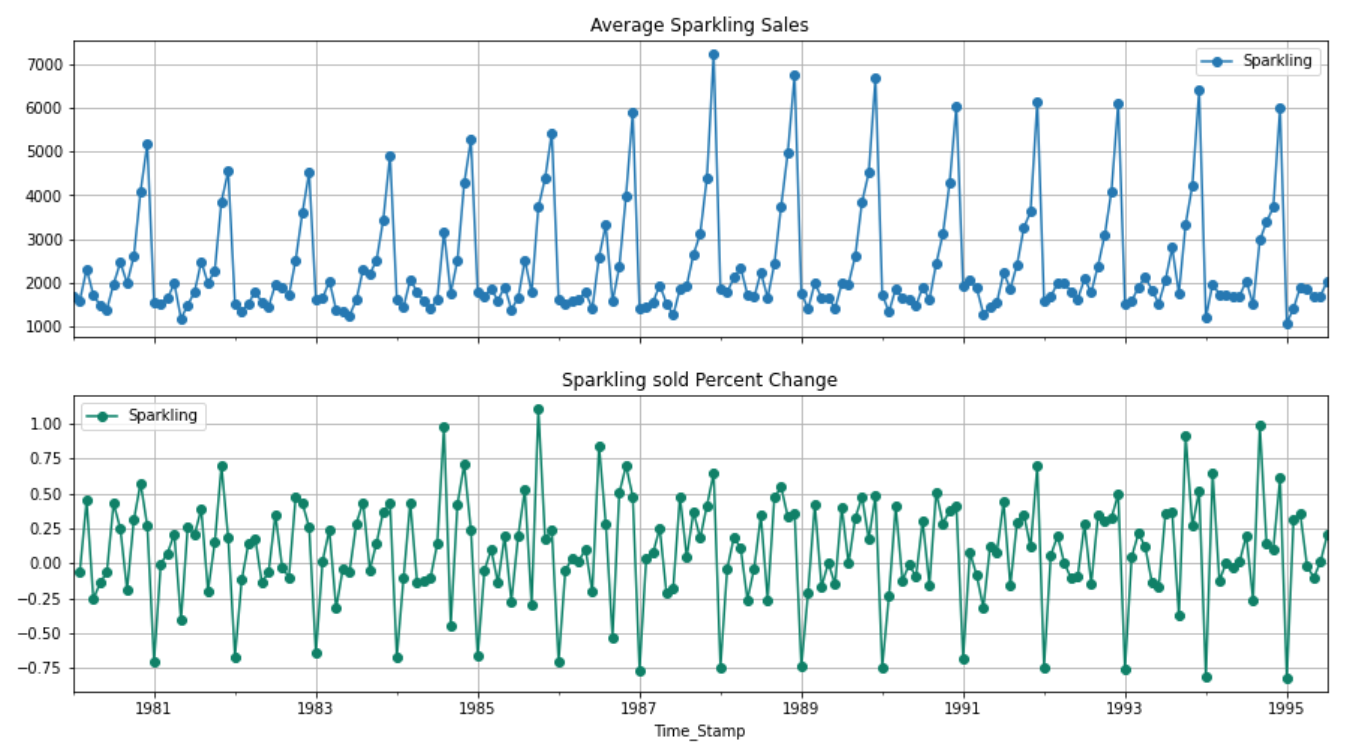 Average Sparkling Sales
Sparkling
7000
6000
5000
4000
3000
2000
1000
Sparkling sold Percent Change
Sparkling
1.00
0.75
0.50
0.25
0.00
−0.25
−0.50
−0.75
1981 1983 1985 1987 1989 1991 1993 1995
Time_Stamp